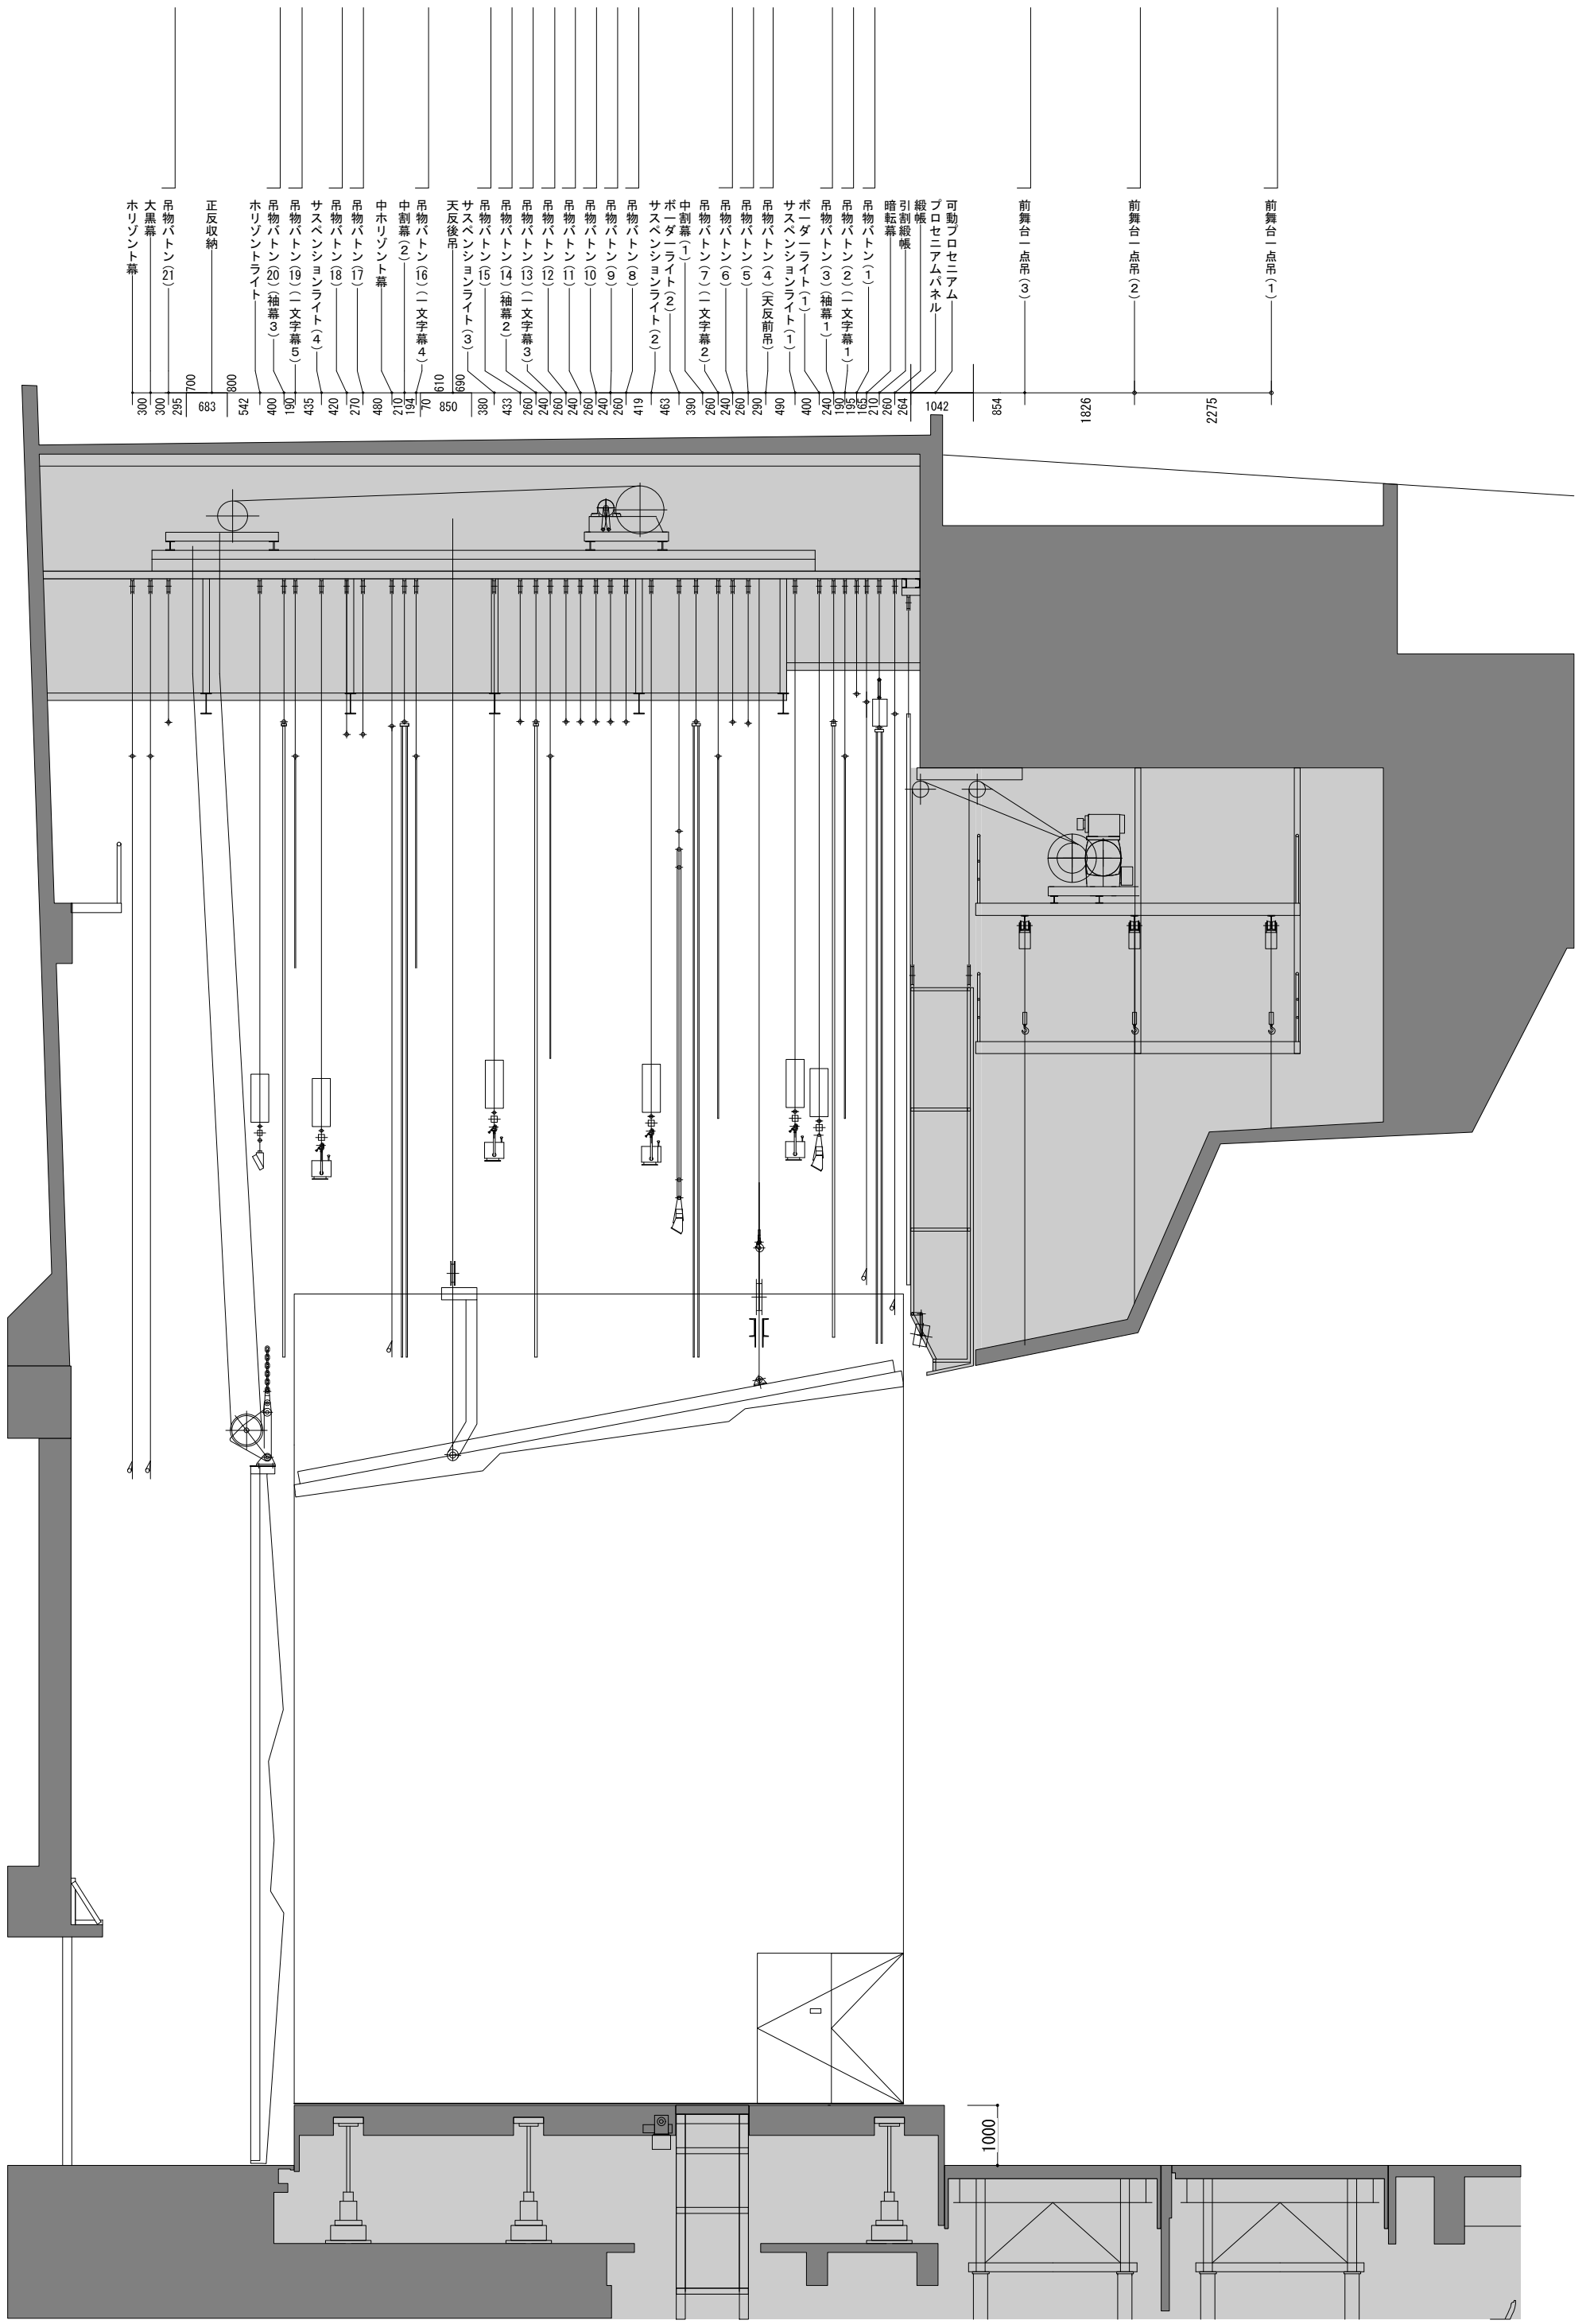 ホリゾント幕
大黒幕
吊物バトン(21)
正反収納
ホリゾントライト
吊物バトン(20)(袖幕3)
吊物バトン(19)(一文字幕5)
サスペンションライト(4)
吊物バトン(18)
吊物バトン(17)
中ホリゾント幕
中割幕(2)
吊物バトン(16)(一文字幕4)
天反後吊
サスペンションライト(3)
吊物バトン(15)
吊物バトン(14)(袖幕2)
吊物バトン(13)(一文字幕3)
吊物バトン(12)
吊物バトン(11)
吊物バトン(10)
吊物バトン(9)
吊物バトン(8)
サスペンションライト(2)
ボーダーライト(2)
中割幕(1)
吊物バトン(7)(一文字幕2)
吊物バトン(6)
吊物バトン(5)
吊物バトン(4)(天反前吊)
サスペンションライト(1)
ボーダーライト(1)
吊物バトン(3)(袖幕1)
吊物バトン(2)(一文字幕1)
吊物バトン(1)
暗転幕
引割緞帳
緞帳
プロセニアムパネル
可動プロセニアム
前舞台一点吊(3)
前舞台一点吊(2)
前舞台一点吊(1)
300
300
295
700
683
800
542
400
190
435
420
270
480
210
194
70
610
850
690
380
433
260
240
260
240
260
240
260
419
463
390
260
240
260
290
490
400
240
190
195
165
210
260
264
1042
854
1826
2275
1000